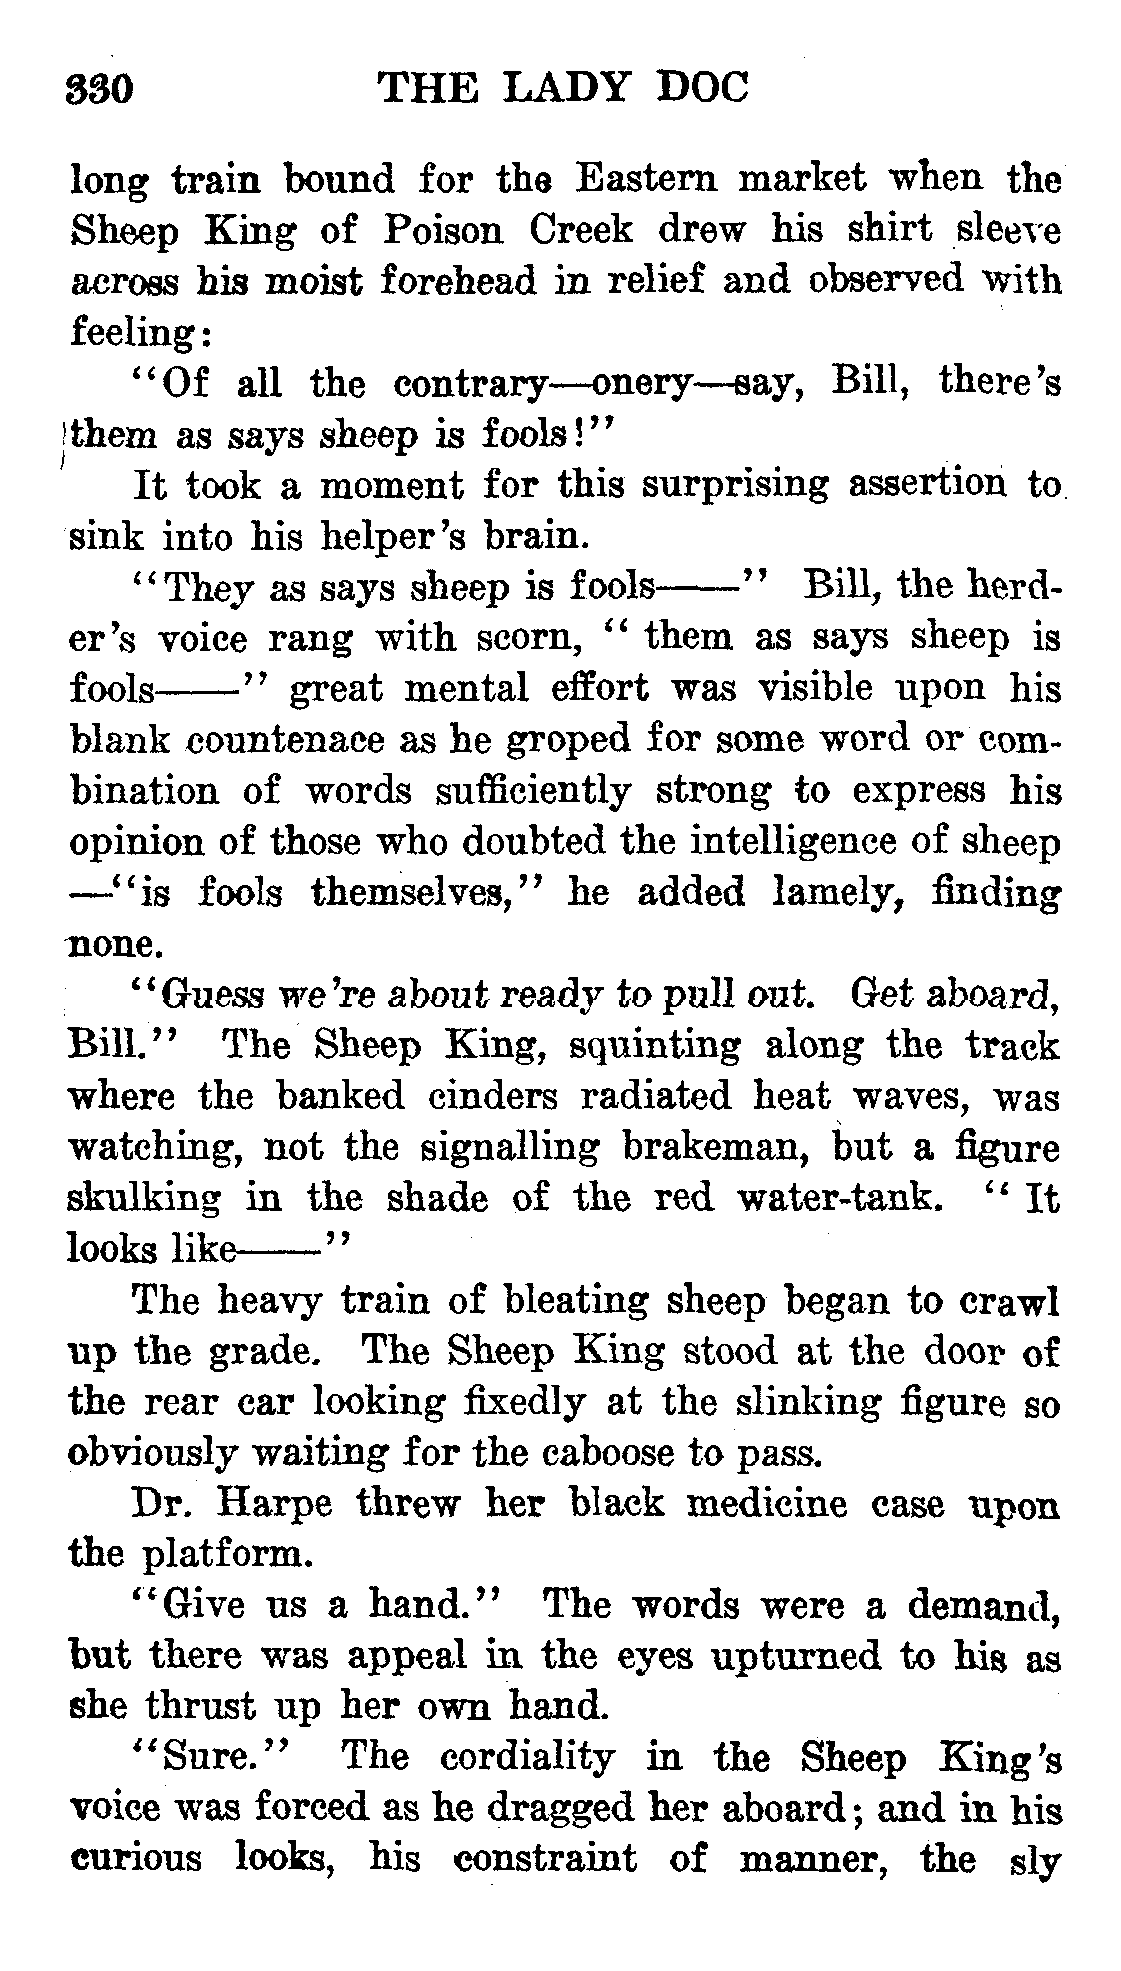 330 THE LADY DOC
long train bound for the Eastern market when the
Sheep King of Poison Creek drew his shirt sleeve
across his moist forehead in relief and observed with
feeling:
"Of all the contrary—onery—say, Bill, there's
them as says sheep is fools!"
It took a moment for this surprising assertion to
sink into his helper's brain.
"They as says sheep is fools——" Bill, the herd-
er's voice rang with scorn, " them as says sheep is
fools——" great mental effort was visible upon his
blank countenace as he groped for some word or com-
bination of words sufficiently strong to express his
opinion of those who doubted the intelligence of sheep
—"is fools themselves," he added lamely, finding
none.
"Guess we're about ready to pull out. Get aboard,
Bill." The Sheep King, squinting along the track
where the banked cinders radiated heat waves, was
watching, not the signalling brakeman, but a figure
skulking in the shade of the red water-tank. " It
looks like——"
The heavy train of bleating sheep began to crawl
up the grade. The Sheep King stood at the door of
the rear car looking fixedly at the slinking figure so
obviously waiting for the caboose to pass.
Dr. Harpe threw her black medicine case upon
the platform.
"Give us a hand." The words were a demand,
but there was appeal in the eyes upturned to his as
she thrust up her own hand.
"Sure." The cordiality in the Sheep King's
voice was forced as he dragged her aboard; and in his
curious looks, his constraint of manner, the sly